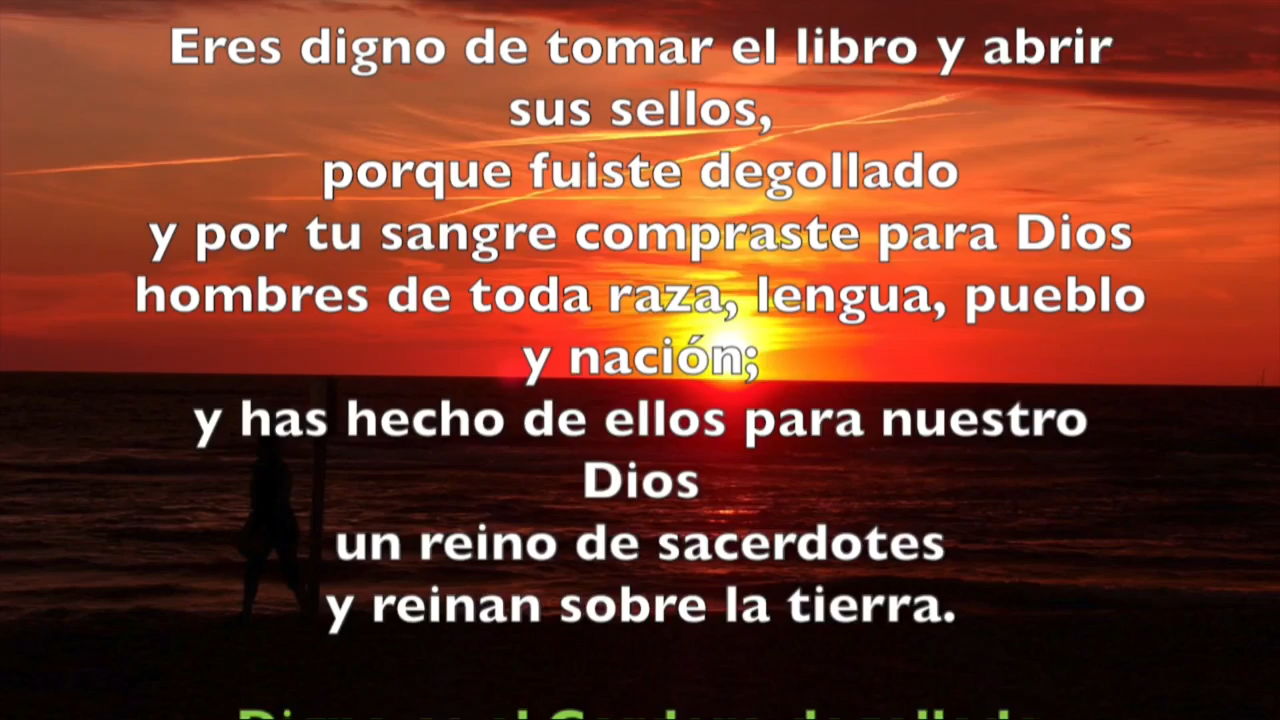 Eres digno de tomar el libro y abrir
sus sellos,
porque fuiste degollado
y por tu sangre compraste para Dios
hombres de toda raza, lengua, pueblo
y nación;
y has hecho de ellos para nuestro
Dios
un reino de sacerdotes
y reinan sobre la tierra.